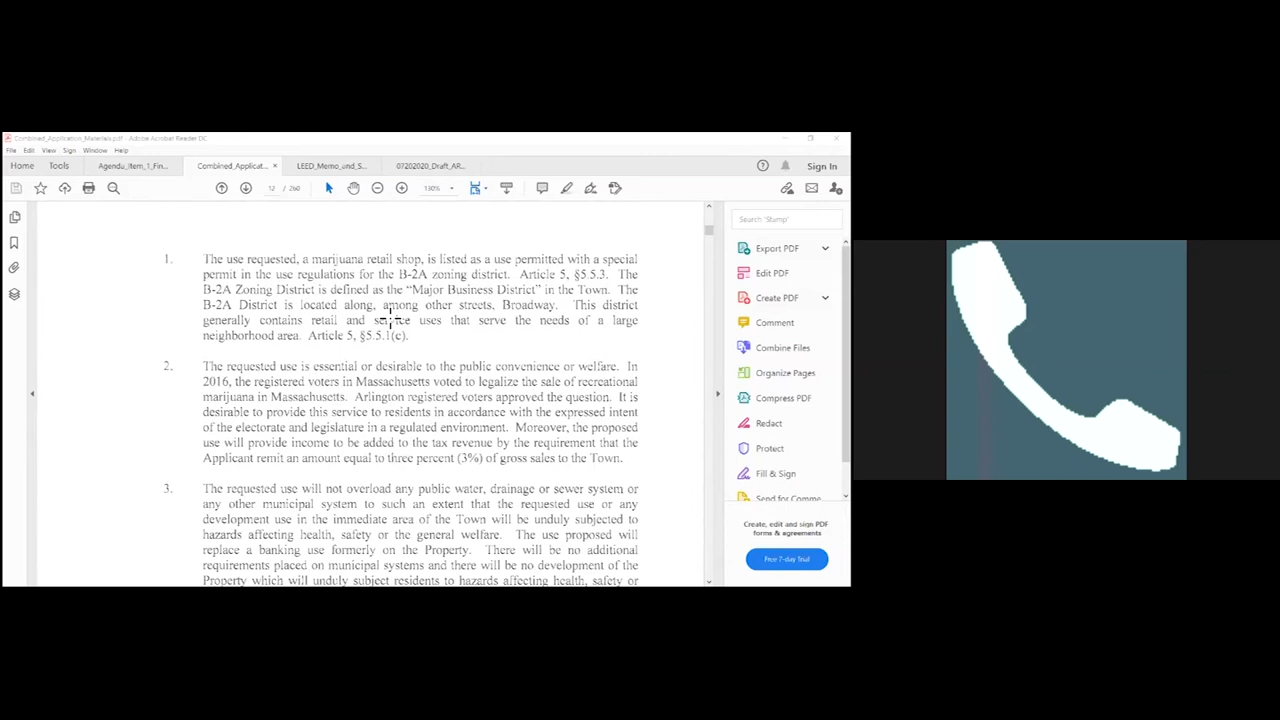 Combined_Application_Materials.pdf - Adobe Acrobat Reader DC
File Edit View Sign Window Help
Home Tools Agenda_Item_1_Fin... Combined_Applicat... × LEED_Memo_and_S... 07202020_Draft_AR... Sign In
12 / 260 130%
Search 'Stamp'
Export PDF
Edit PDF
Create PDF
Comment
Combine Files
Organize Pages
Compress PDF
Redact
Protect
Fill & Sign
Send for Comme
Create, edit and sign PDF
forms & agreements
Free 7-day Trial
1. The use requested, a marijuana retail shop, is listed as a use permitted with a special
permit in the use regulations for the B-2A zoning district. Article 5, §5.5.3. The
B-2A Zoning District is defined as the “Major Business District” in the Town. The
B-2A District is located along, among other streets, Broadway. This district
generally contains retail and service uses that serve the needs of a large
neighborhood area. Article 5, §5.5.1(c).
2. The requested use is essential or desirable to the public convenience or welfare. In
2016, the registered voters in Massachusetts voted to legalize the sale of recreational
marijuana in Massachusetts. Arlington registered voters approved the question. It is
desirable to provide this service to residents in accordance with the expressed intent
of the electorate and legislature in a regulated environment. Moreover, the proposed
use will provide income to be added to the tax revenue by the requirement that the
Applicant remit an amount equal to three percent (3%) of gross sales to the Town.
3. The requested use will not overload any public water, drainage or sewer system or
any other municipal system to such an extent that the requested use or any
development use in the immediate area of the Town will be unduly subjected to
hazards affecting health, safety or the general welfare. The use proposed will
replace a banking use formerly on the Property. There will be no additional
requirements placed on municipal systems and there will be no development of the
Property which will unduly subject residents to hazards affecting health, safety or